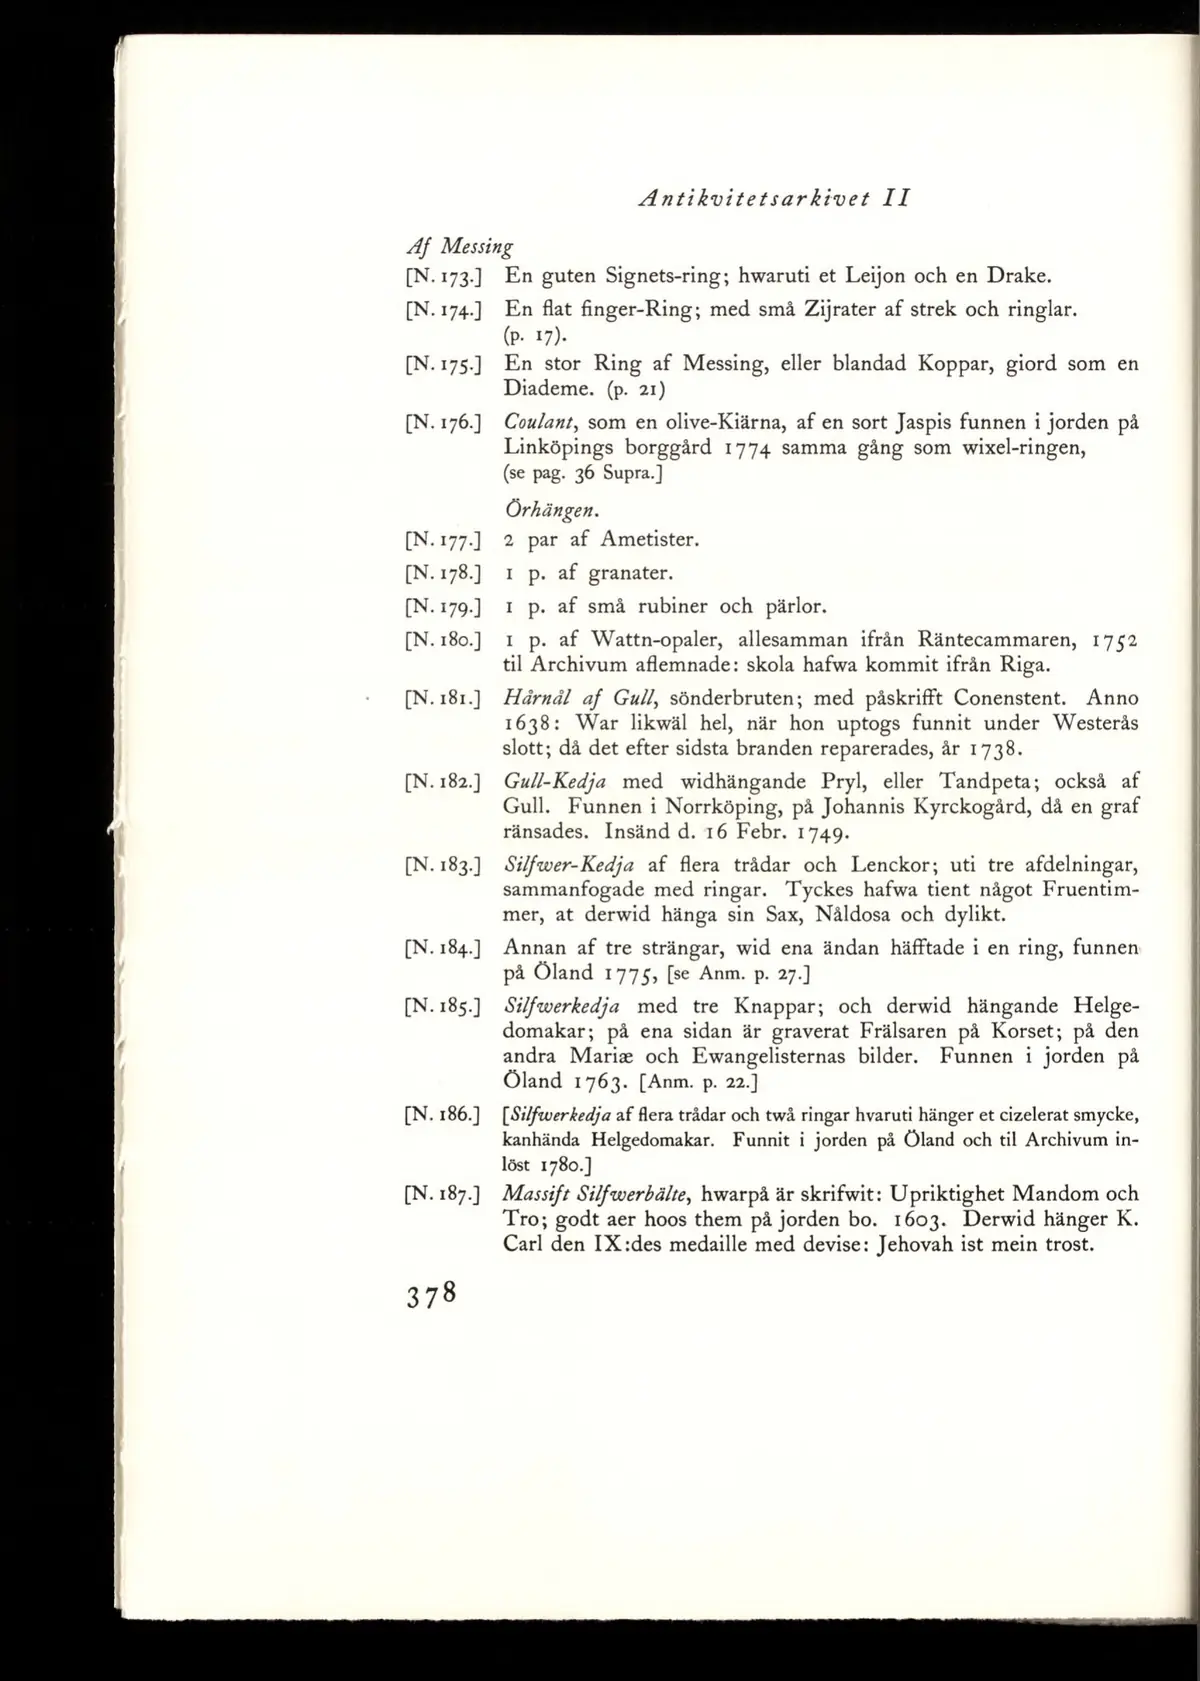 Antikvitetsarkivet II
Af Messing
[N. 173.] En guten Signets-ring; hwaruti et Leijon och en Drake.
[N. 174.] En flat finger-Ring; med små Zijrater af strek och ringlar.
(p. 17).
[N. 175.] En stor Ring af Messing, eller blandad Koppar, giord som en
Diademe. (p. 21)
[N. 176.] Coulant, som en olive-Kiärna, af en sort Jaspis funnen i jorden på
Linköpings borggård 1774 samma gång som wixel-ringen,
(se pag. 36 Supra.]
Örhängen.
[N. 177.] 2 par af Ametister.
[N. 178.] 1 p. af granater.
[N. 179.] 1 p. af små rubiner och pärlor.
[N. 180.] 1 p. af Wattn-opaler, allesamman ifrån Räntecammaren, 1752
til Archivum aflemnade: skola hafwa kommit ifrån Riga.
[N. 181.] Hårnål af Gull, sönderbruten; med påskrifft Conenstent. Anno
1638: War likwäl hel, när hon uptogs funnit under Westerås
slott; då det efter sidsta branden reparerades, år 1738.
[N. 182.] Gull-Kedja med widhängande Pryl, eller Tandpeta; också af
Gull. Funnen i Norrköping, på Johannis Kyrckogård, då en graf
ränsades. Insänd d. 16 Febr. 1749.
[N. 183.] Silfwer-Kedja af flera trådar och Lenckor; uti tre afdelningar,
sammanfogade med ringar. Tyckes hafwa tient något Fruentim-
mer, at derwid hänga sin Sax, Nåldosa och dylikt.
[N. 184.] Annan af tre strängar, wid ena ändan häfftade i en ring, funnen
på Öland 1775, [se Anm. p. 27.]
[N. 185.] Silfwerkedja med tre Knappar; och derwid hängande Helge-
domakar; på ena sidan är graverat Frälsaren på Korset; på den
andra Mariæ och Ewangelisternas bilder. Funnen i jorden på
Öland 1763. [Anm. p. 22.]
[N. 186.] [Silfwerkedja af flera trådar och twå ringar hvaruti hänger et cizelerat smycke,
kanhända Helgedomakar. Funnit i jorden på Öland och til Archivum in-
löst 1780.]
[N. 187.] Massift Silfwerbälte, hwarpå är skrifwit: Upriktighet Mandom och
Tro; godt aer hoos them på jorden bo. 1603. Derwid hänger K.
Carl den IX:des medaille med devise: Jehovah ist mein trost.
378